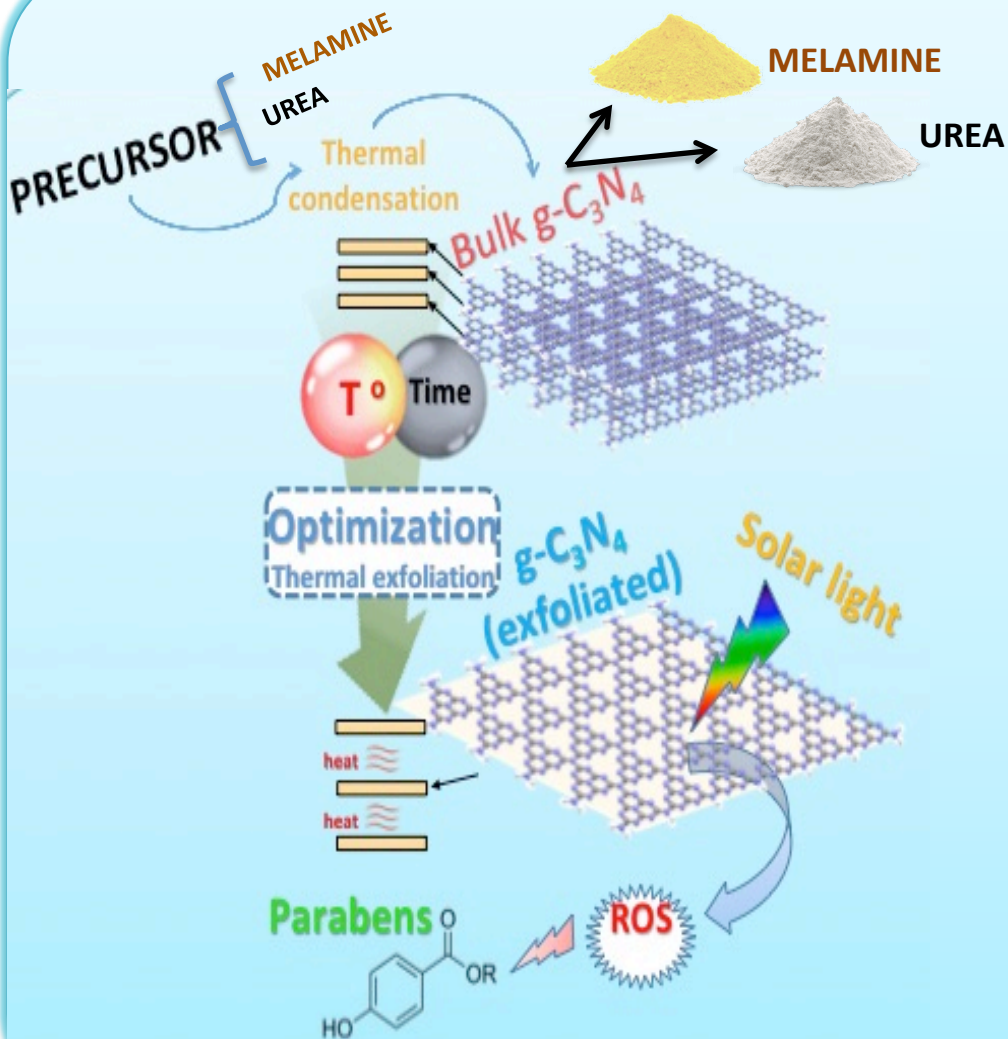 MELAMINE
UREA
PRECURSOR
Thermal
condensation
MELAMINE
UREA
Bulk g-C₃N₄
T °
Time
Optimization
Thermal exfoliation
g-C₃N₄
(exfoliated)
Solar light
heat
heat
Parabens
O
OR
HO
ROS